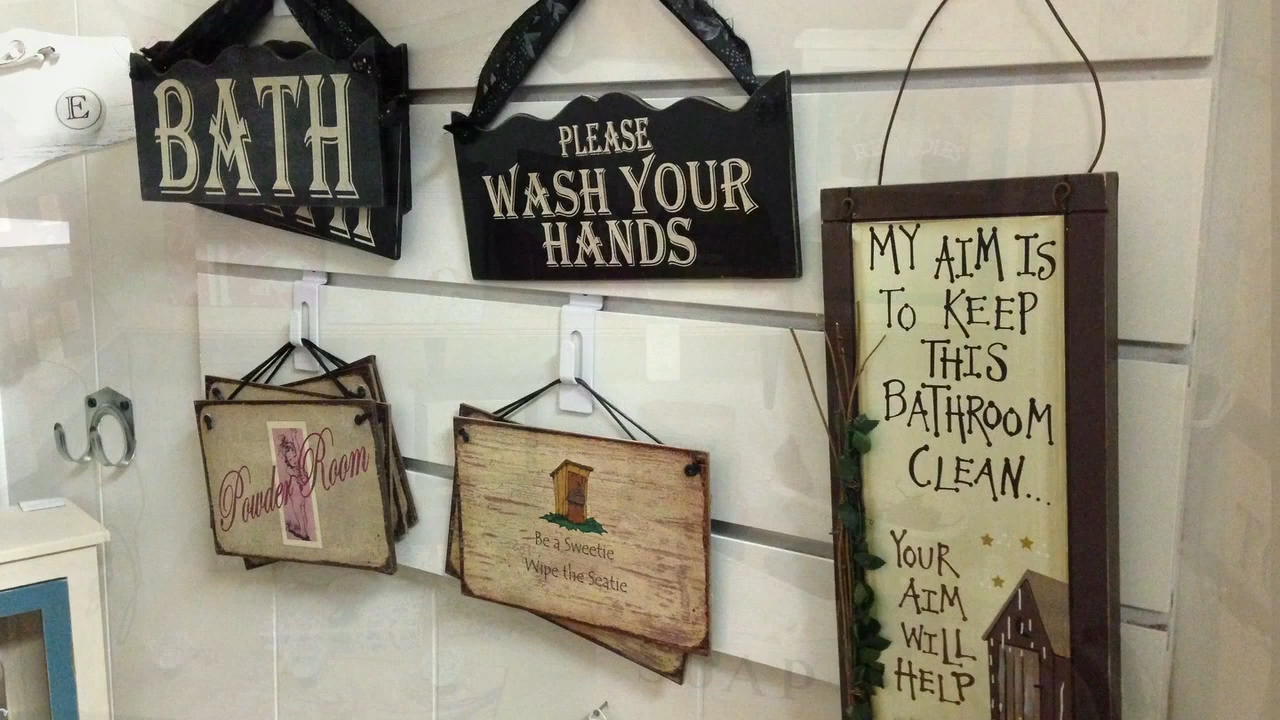 E
BATH
PLEASE
WASH YOUR
HANDS
MY AIM IS
TO KEEP
THIS
BATHROOM
CLEAN...
YOUR
AIM
WILL
HELP
Powder Room
Be a Sweetie
Wipe the Seatie
SOAP